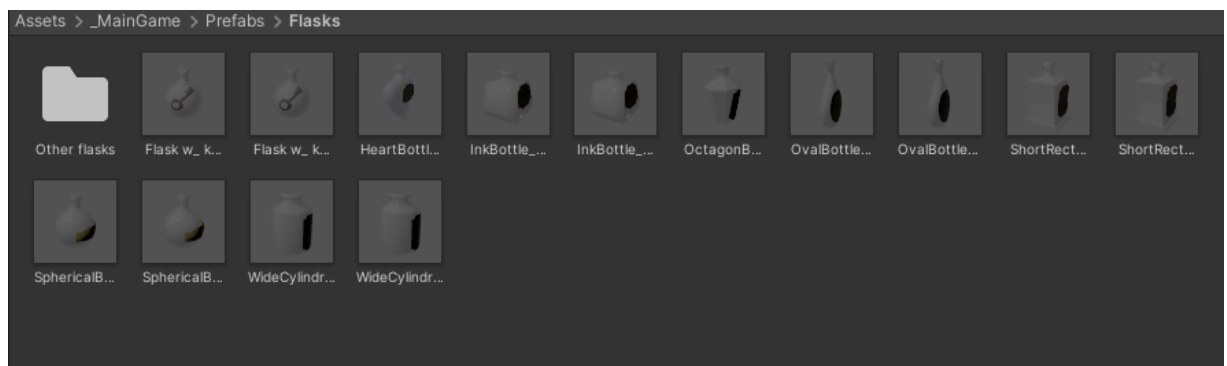 Assets > _MainGame > Prefabs > Flasks
Other flasks Flask w_ k... Flask w_ k... HeartBottl... InkBottle_... InkBottle_... OctagonB... OvalBottle... OvalBottle... ShortRect... ShortRect...
SphericalB... SphericalB... WideCylindr... WideCylindr...